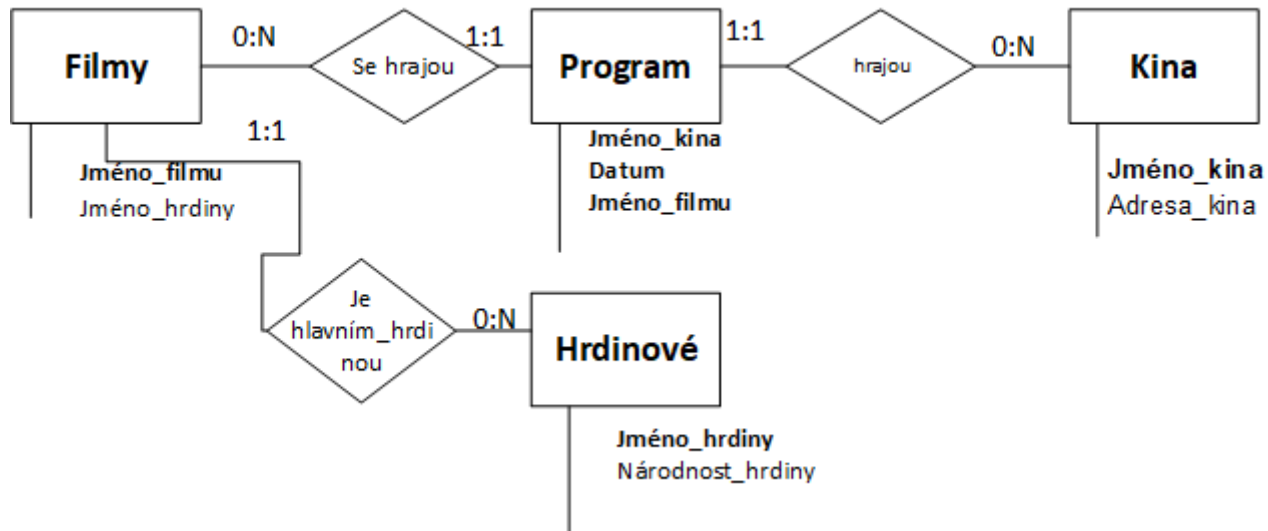 Filmy
0:N
Se hrajou
1:1
Program
1:1
hrajou
0:N
Kina
1:1
Jméno_filmu
Jméno_hrdiny
Jméno_kina
Datum
Jméno_filmu
Jméno_kina
Adresa_kina
Je
hlavním_hrdi
nou
0:N
Hrdinové
Jméno_hrdiny
Národnost_hrdiny